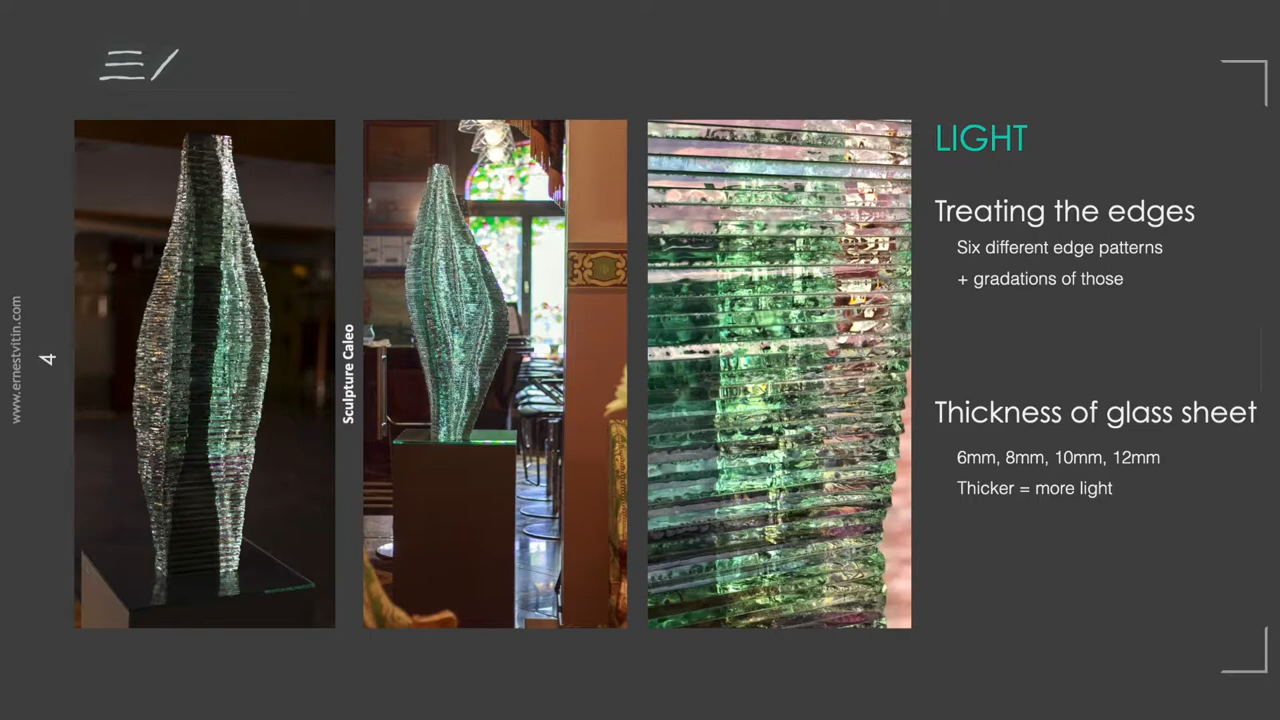 LIGHT
Treating the edges
Six different edge patterns
+ gradations of those
Thickness of glass sheet
6mm, 8mm, 10mm, 12mm
Thicker = more light
Sculpture Caleo
4
www.ernestvitin.com